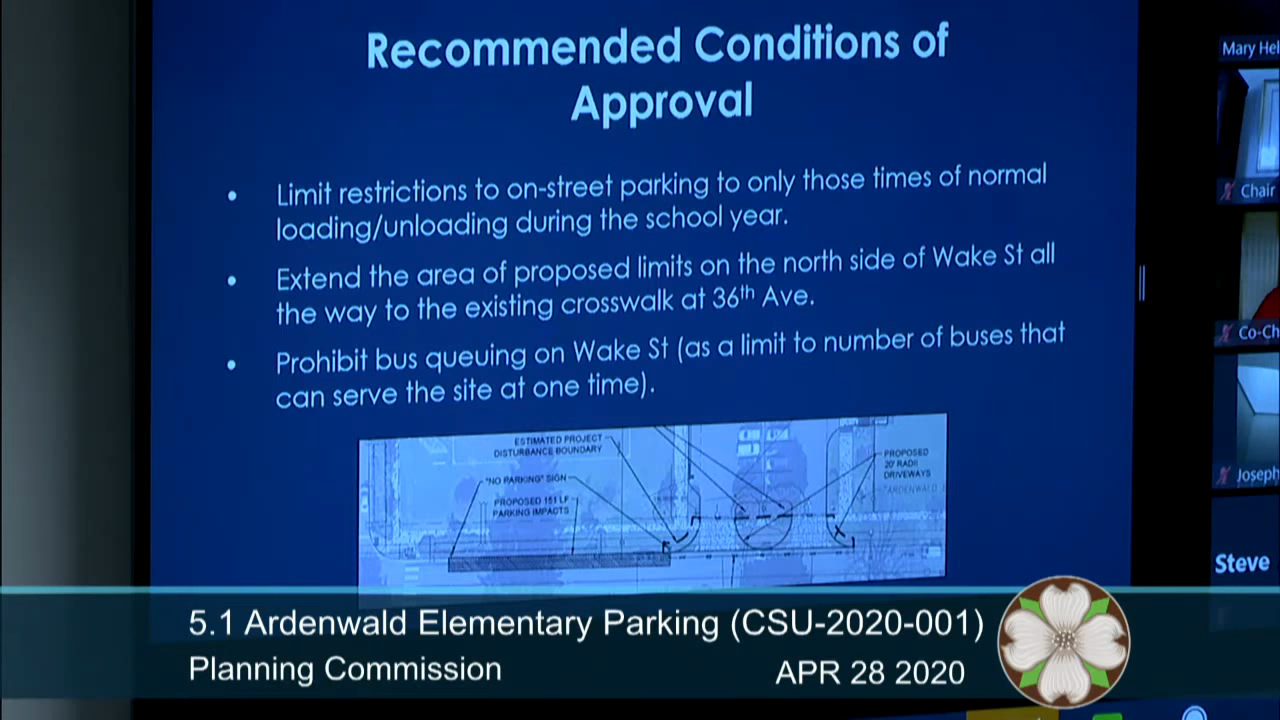 Recommended Conditions of
Approval
• Limit restrictions to on-street parking to only those times of normal
loading/unloading during the school year.
• Extend the area of proposed limits on the north side of Wake St all
the way to the existing crosswalk at 36th Ave.
• Prohibit bus queuing on Wake St (as a limit to number of buses that
can serve the site at one time).
ESTIMATED PROJECT
DISTURBANCE BOUNDARY
"NO PARKING" SIGN
PROPOSED 151 LF
PARKING IMPACTS
PROPOSED
20' RADII
DRIVEWAYS
"ARDENWALD
Mary Hel
Chair
Co-Ch
Joseph
Steve
5.1 Ardenwald Elementary Parking (CSU-2020-001)
Planning Commission
APR 28 2020